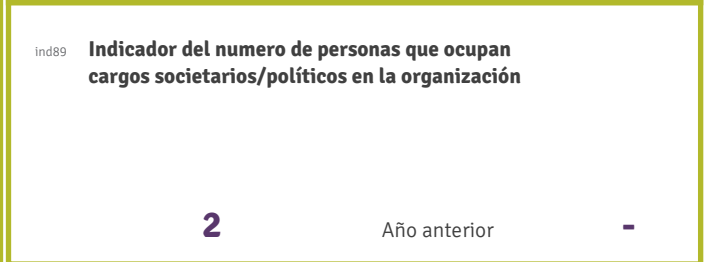 ind89 Indicador del numero de personas que ocupan
cargos societarios/políticos en la organización
2 Año anterior -